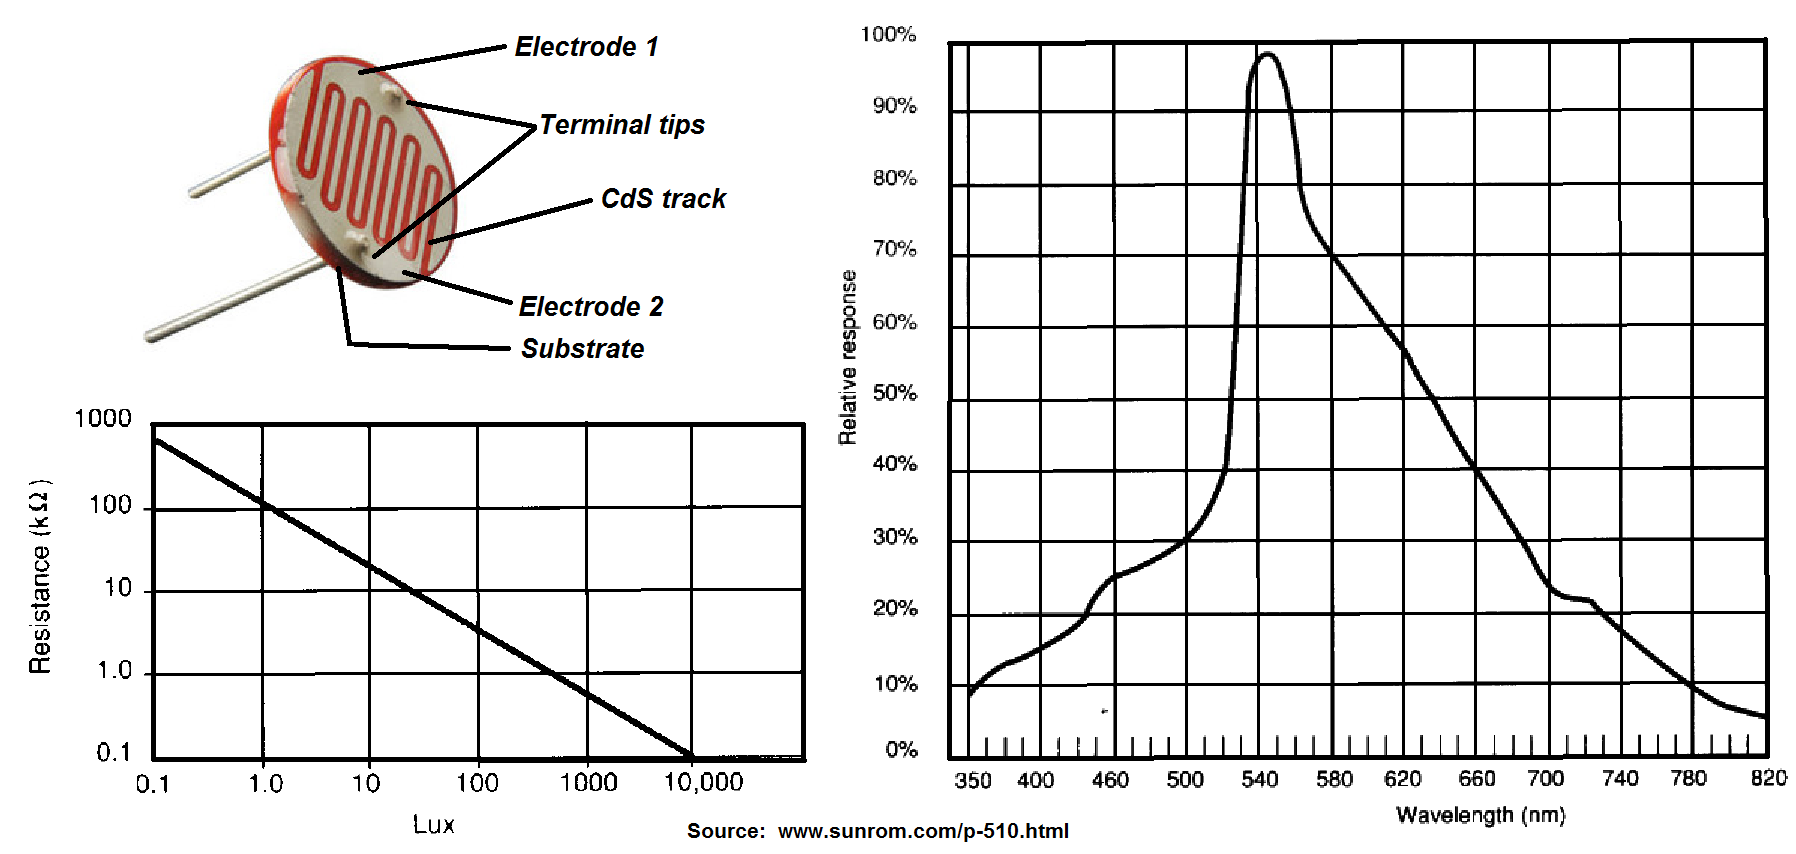 Electrode 1
Terminal tips
CdS track
Electrode 2
Substrate
1000
100
10
1.0
0.1
Resistance (kΩ)
0.1 1.0 10 100 1000 10,000
Lux
100%
90%
80%
70%
60%
50%
40%
30%
20%
10%
0%
Relative response
350 400 460 500 540 580 620 660 700 740 780 820
Wavelength (nm)
Source: www.sunrom.com/p-510.html